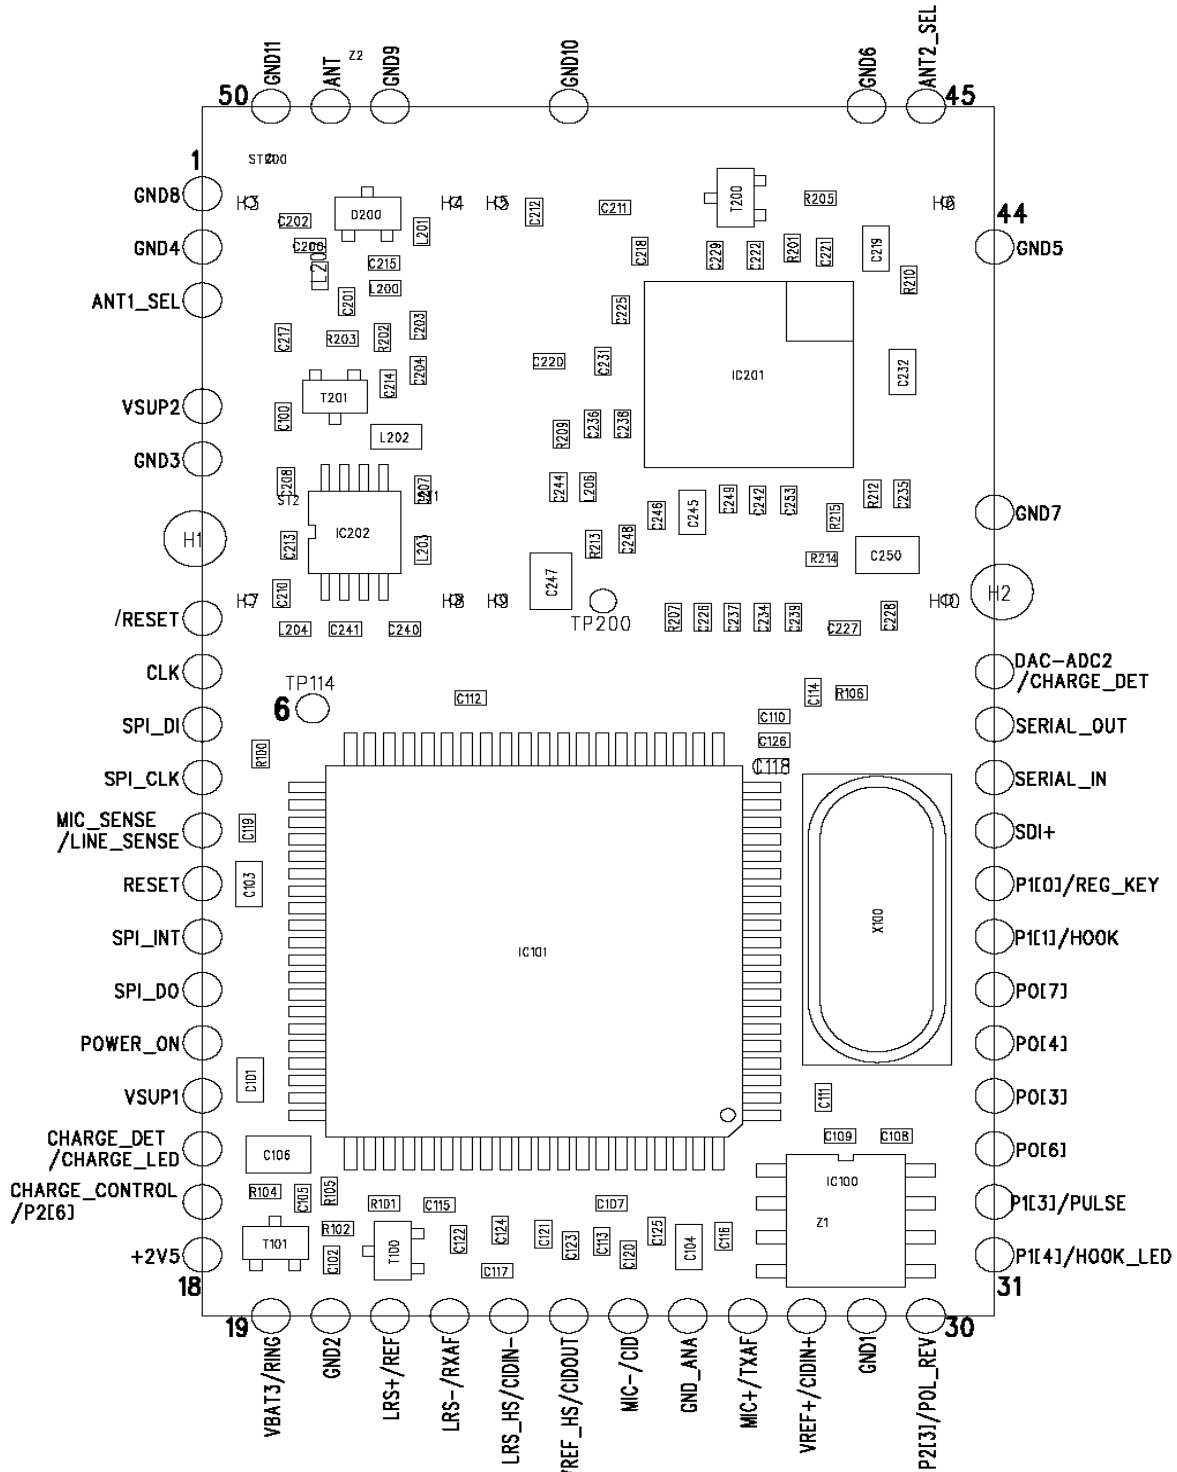 GND11
ANT
Z2
GND9
GND10
GND6
ANT2_SEL
50
45
1
44
GND8
GND4
ANT1_SEL
VSUP2
GND3
H1
/RESET
CLK
SPI_DI
SPI_CLK
MIC_SENSE
/LINE_SENSE
RESET
SPI_INT
SPI_DO
POWER_ON
VSUP1
CHARGE_DET
/CHARGE_LED
CHARGE_CONTROL
/P2[6]
+2V5
18
H3
H4
H5
H6
C202
D200
L201
C212
C211
T200
R205
C200
C215
L200
C201
C218
C229
C222
R201
C221
C219
R210
C217
R203
R202
C203
C204
C214
C225
C220
C231
IC201
C232
C100
T201
L202
R209
C236
C238
C208
ST2
C207
IC202
C213
L203
C210
C244
L206
R213
C248
C246
C245
C249
C242
C253
R215
R212
C235
R214
C250
C247
H7
H8
H9
H10
TP200
R207
C226
C237
C234
C239
C227
C228
L204
C241
C240
TP114
6
C112
C114
R106
C110
C126
C118
R100
C119
C103
IC101
X100
C101
C111
C109
C108
C106
R104
C105
R105
R101
C115
C107
R102
T101
C102
T100
C122
C124
C117
C121
C123
C113
C120
C125
C104
C116
IC100
Z1
GND5
GND7
H2
DAC-ADC2
/CHARGE_DET
SERIAL_OUT
SERIAL_IN
SDI+
P1[0]/REG_KEY
P1[1]/HOOK
P0[7]
P0[4]
P0[3]
P0[6]
P1[3]/PULSE
P1[4]/HOOK_LED
31
19
30
VBAT3/RING
GND2
LRS+/REF
LRS-/RXAF
LRS_HS/CIDIN-
VREF_HS/CIDOUT
MIC-/CID
GND_ANA
MIC+/TXAF
VREF+/CIDIN+
GND1
P2[3]/POL_REV